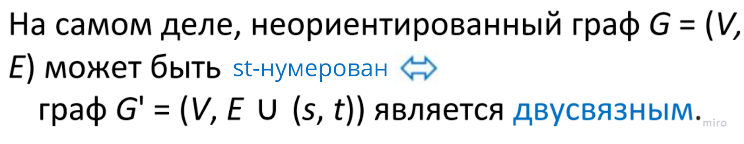 На самом деле, неориентированный граф G = (V,
E) может быть st-нумерован ⇔
граф G' = (V, E ∪ (s, t)) является двусвязным.
miro